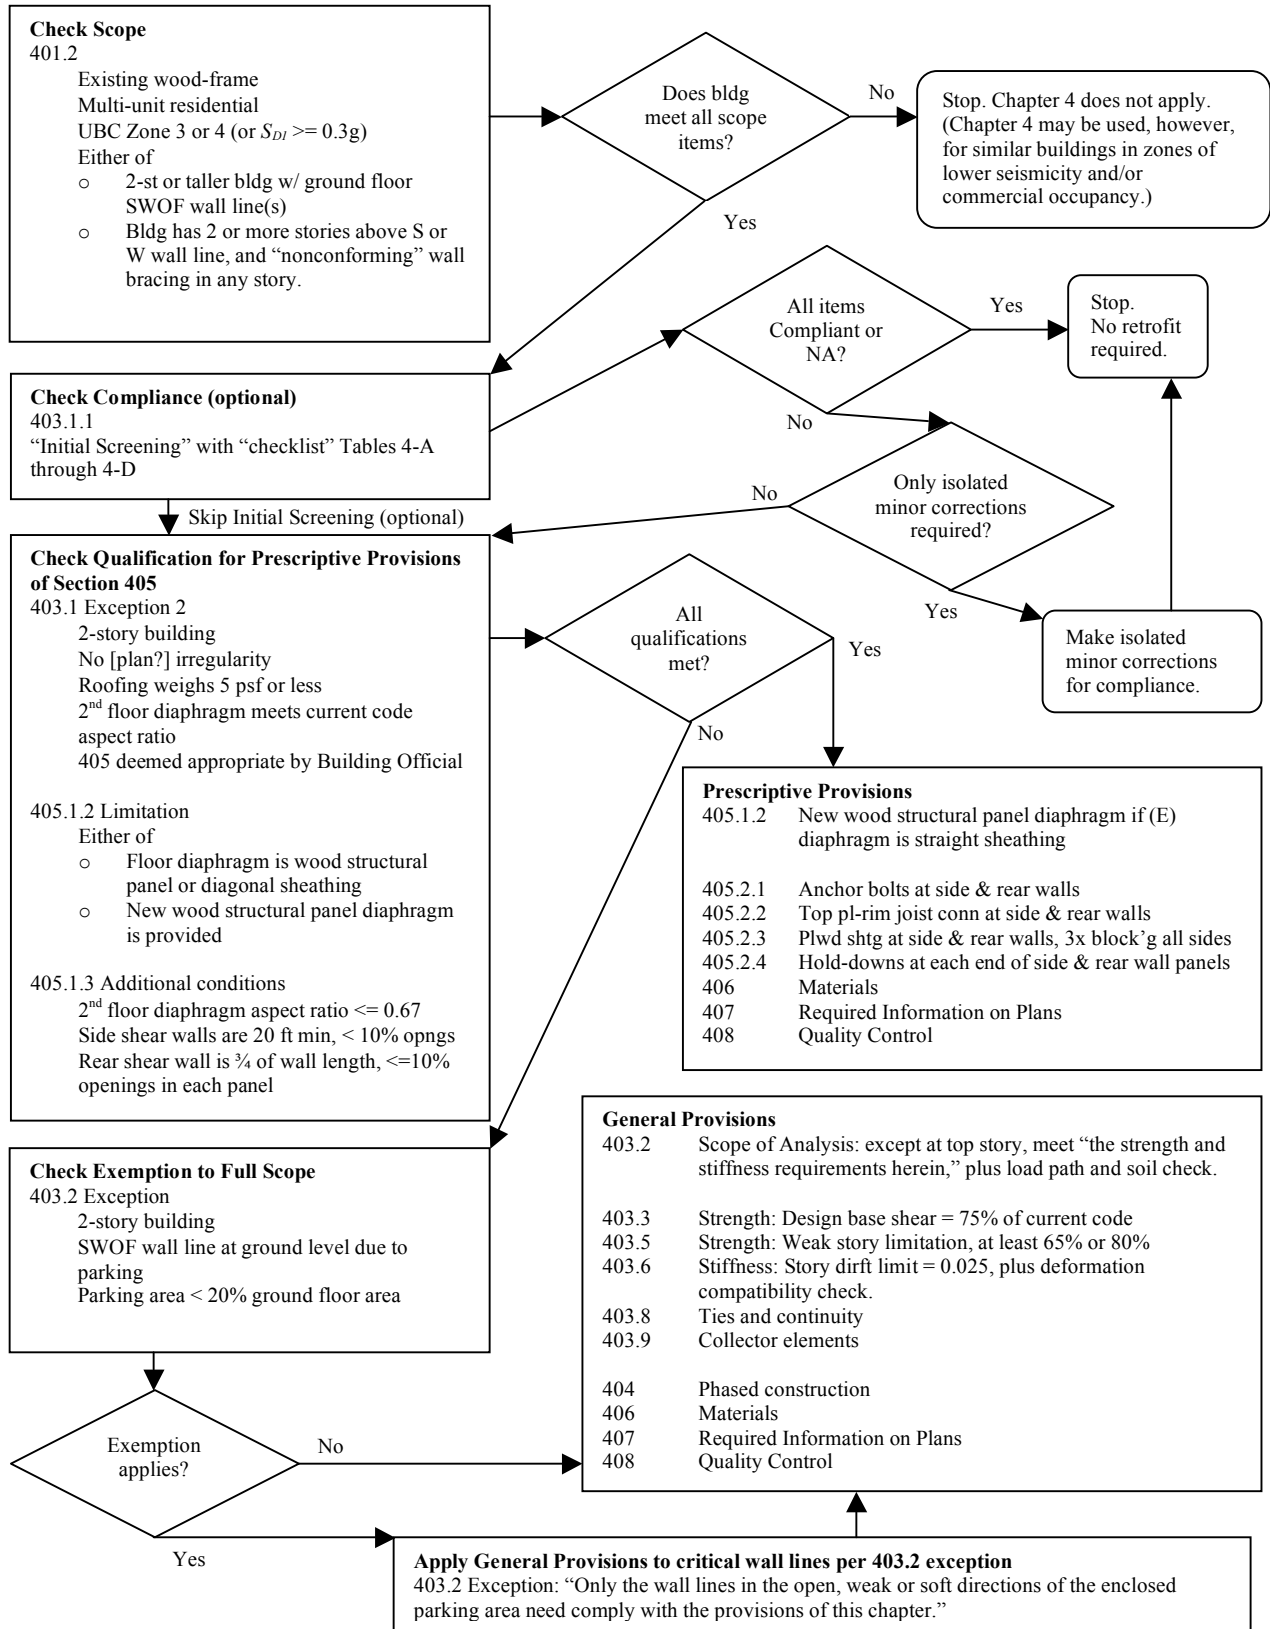 Check Scope
401.2
Existing wood-frame
Multi-unit residential
UBC Zone 3 or 4 (or S_D1 >= 0.3g)
Either of
o 2-st or taller bldg w/ ground floor
SWOF wall line(s)
o Bldg has 2 or more stories above S or
W wall line, and “nonconforming” wall
bracing in any story.
Does bldg
meet all scope
items?
No
Yes
Stop. Chapter 4 does not apply.
(Chapter 4 may be used, however,
for similar buildings in zones of
lower seismicity and/or
commercial occupancy.)
Check Compliance (optional)
403.1.1
“Initial Screening” with “checklist” Tables 4-A
through 4-D
All items
Compliant or
NA?
Yes
No
Stop.
No retrofit
required.
Only isolated
minor corrections
required?
No
Yes
Make isolated
minor corrections
for compliance.
Skip Initial Screening (optional)
Check Qualification for Prescriptive Provisions
of Section 405
403.1 Exception 2
2-story building
No [plan?] irregularity
Roofing weighs 5 psf or less
2nd floor diaphragm meets current code
aspect ratio
405 deemed appropriate by Building Official
405.1.2 Limitation
Either of
o Floor diaphragm is wood structural
panel or diagonal sheathing
o New wood structural panel diaphragm
is provided
405.1.3 Additional conditions
2nd floor diaphragm aspect ratio <= 0.67
Side shear walls are 20 ft min, < 10% opngs
Rear shear wall is ¾ of wall length, <=10%
openings in each panel
All
qualifications
met?
Yes
No
Prescriptive Provisions
405.1.2 New wood structural panel diaphragm if (E)
diaphragm is straight sheathing
405.2.1 Anchor bolts at side & rear walls
405.2.2 Top pl-rim joist conn at side & rear walls
405.2.3 Plwd shtg at side & rear walls, 3x block’g all sides
405.2.4 Hold-downs at each end of side & rear wall panels
406 Materials
407 Required Information on Plans
408 Quality Control
Check Exemption to Full Scope
403.2 Exception
2-story building
SWOF wall line at ground level due to
parking
Parking area < 20% ground floor area
Exemption
applies?
No
Yes
General Provisions
403.2 Scope of Analysis: except at top story, meet “the strength and
stiffness requirements herein,” plus load path and soil check.
403.3 Strength: Design base shear = 75% of current code
403.5 Strength: Weak story limitation, at least 65% or 80%
403.6 Stiffness: Story dirft limit = 0.025, plus deformation
compatibility check.
403.8 Ties and continuity
403.9 Collector elements
404 Phased construction
406 Materials
407 Required Information on Plans
408 Quality Control
Apply General Provisions to critical wall lines per 403.2 exception
403.2 Exception: “Only the wall lines in the open, weak or soft directions of the enclosed
parking area need comply with the provisions of this chapter.”